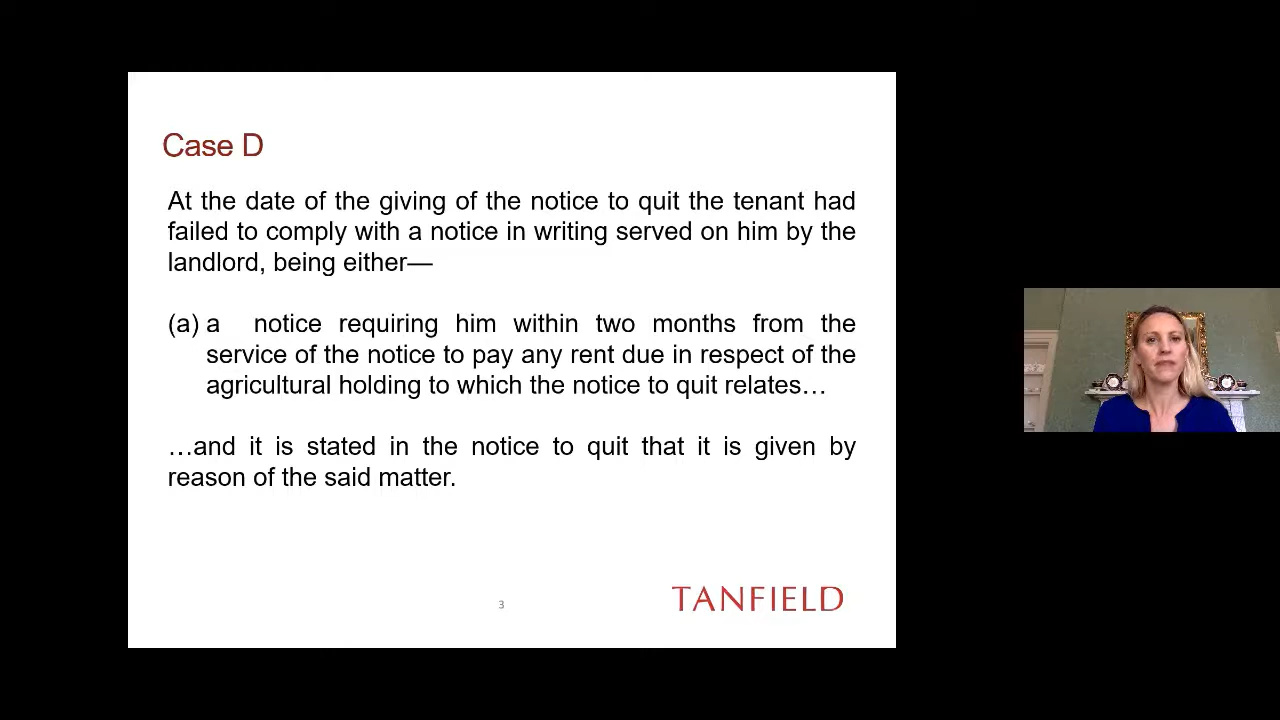 Case D
At the date of the giving of the notice to quit the tenant had
failed to comply with a notice in writing served on him by the
landlord, being either—
(a) a notice requiring him within two months from the
service of the notice to pay any rent due in respect of the
agricultural holding to which the notice to quit relates…
…and it is stated in the notice to quit that it is given by
reason of the said matter.
3
TANFIELD